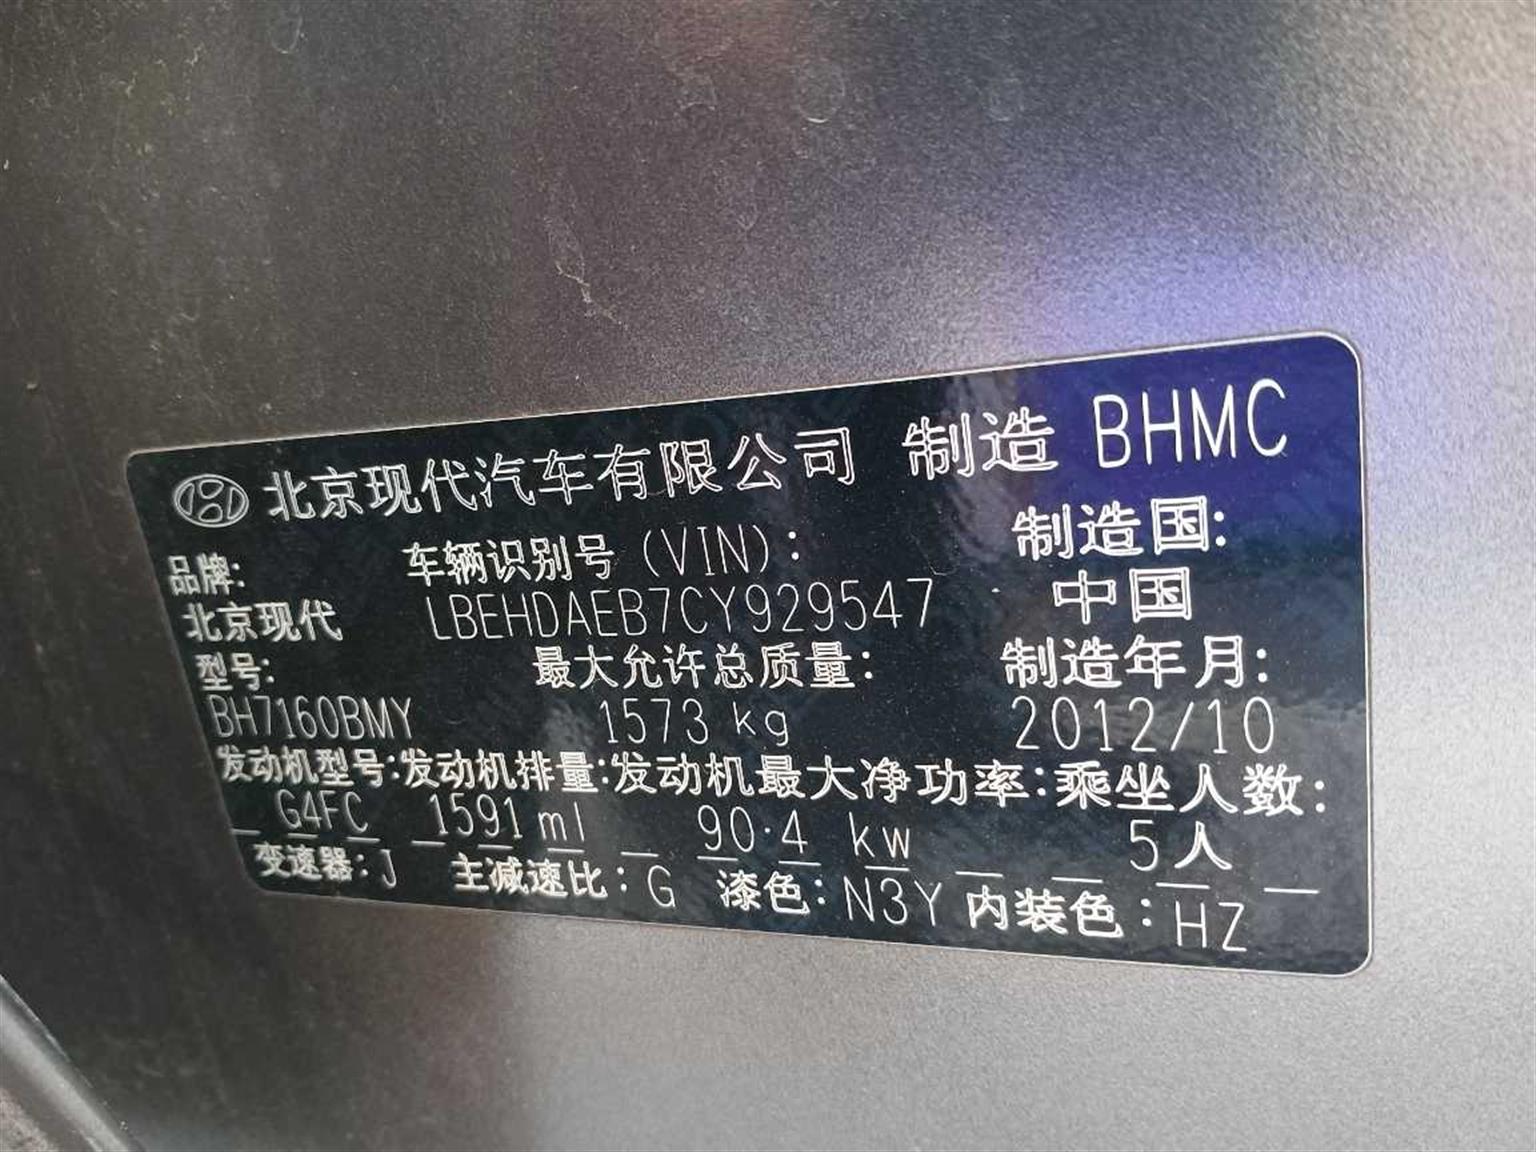 北京现代汽车有限公司 制造 BHMC
品牌: 车辆识别号 (VIN): 制造国:
北京现代 LBEHDAEB7CY929547 中国
型号: 最大允许总质量: 制造年月:
BH7160BMY 1573 kg 2012/10
发动机型号: 发动机排量: 发动机最大净功率: 乘坐人数:
G4FC 1591 ml 90.4 kw 5人
变速器: J 主减速比: G 漆色: N3Y 内装色: HZ